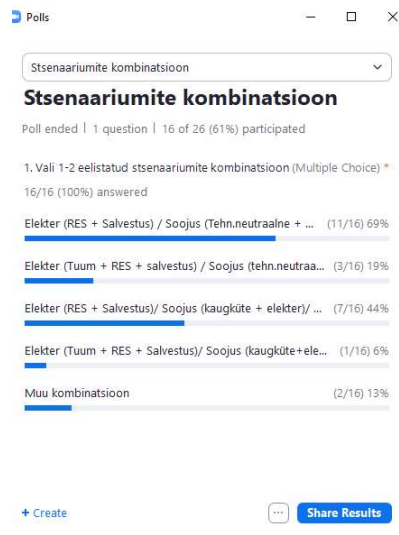 Polls
Stsenaariumite kombinatsioon
Stsenaariumite kombinatsioon
Poll ended | 1 question | 16 of 26 (61%) participated
1. Vali 1-2 eelistatud stsenaariumite kombinatsioon (Multiple Choice) *
16/16 (100%) answered
Elekter (RES + Salvestus) / Soojus (Tehn.neutraalne + ... (11/16) 69%
Elekter (Tuum + RES + salvestus) / Soojus (tehn.neutraa... (3/16) 19%
Elekter (RES + Salvestus)/ Soojus (kaugküte + elekter)/ ... (7/16) 44%
Elekter (Tuum + RES + Salvestus)/ Soojus (kaugküte+ele... (1/16) 6%
Muu kombinatsioon (2/16) 13%
+ Create ... Share Results